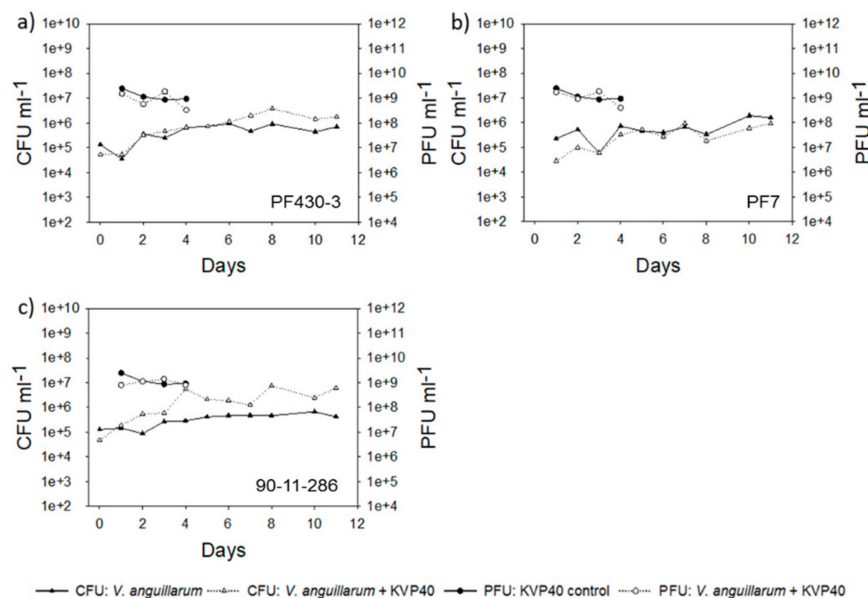 a)
1e+10
1e+9
1e+8
1e+7
1e+6
1e+5
1e+4
1e+3
1e+2
CFU ml-1
1e+12
1e+11
1e+10
1e+9
1e+8
1e+7
1e+6
1e+5
1e+4
PFU ml-1
PF430-3
0 2 4 6 8 10 12
Days
b)
1e+10
1e+9
1e+8
1e+7
1e+6
1e+5
1e+4
1e+3
1e+2
CFU ml-1
1e+12
1e+11
1e+10
1e+9
1e+8
1e+7
1e+6
1e+5
1e+4
PFU ml-1
PF7
0 2 4 6 8 10 12
Days
c)
1e+10
1e+9
1e+8
1e+7
1e+6
1e+5
1e+4
1e+3
1e+2
CFU ml-1
1e+12
1e+11
1e+10
1e+9
1e+8
1e+7
1e+6
1e+5
1e+4
PFU ml-1
90-11-286
0 2 4 6 8 10 12
Days
CFU: V. anguillarum CFU: V. anguillarum + KVP40 PFU: KVP40 control PFU: V. anguillarum + KVP40